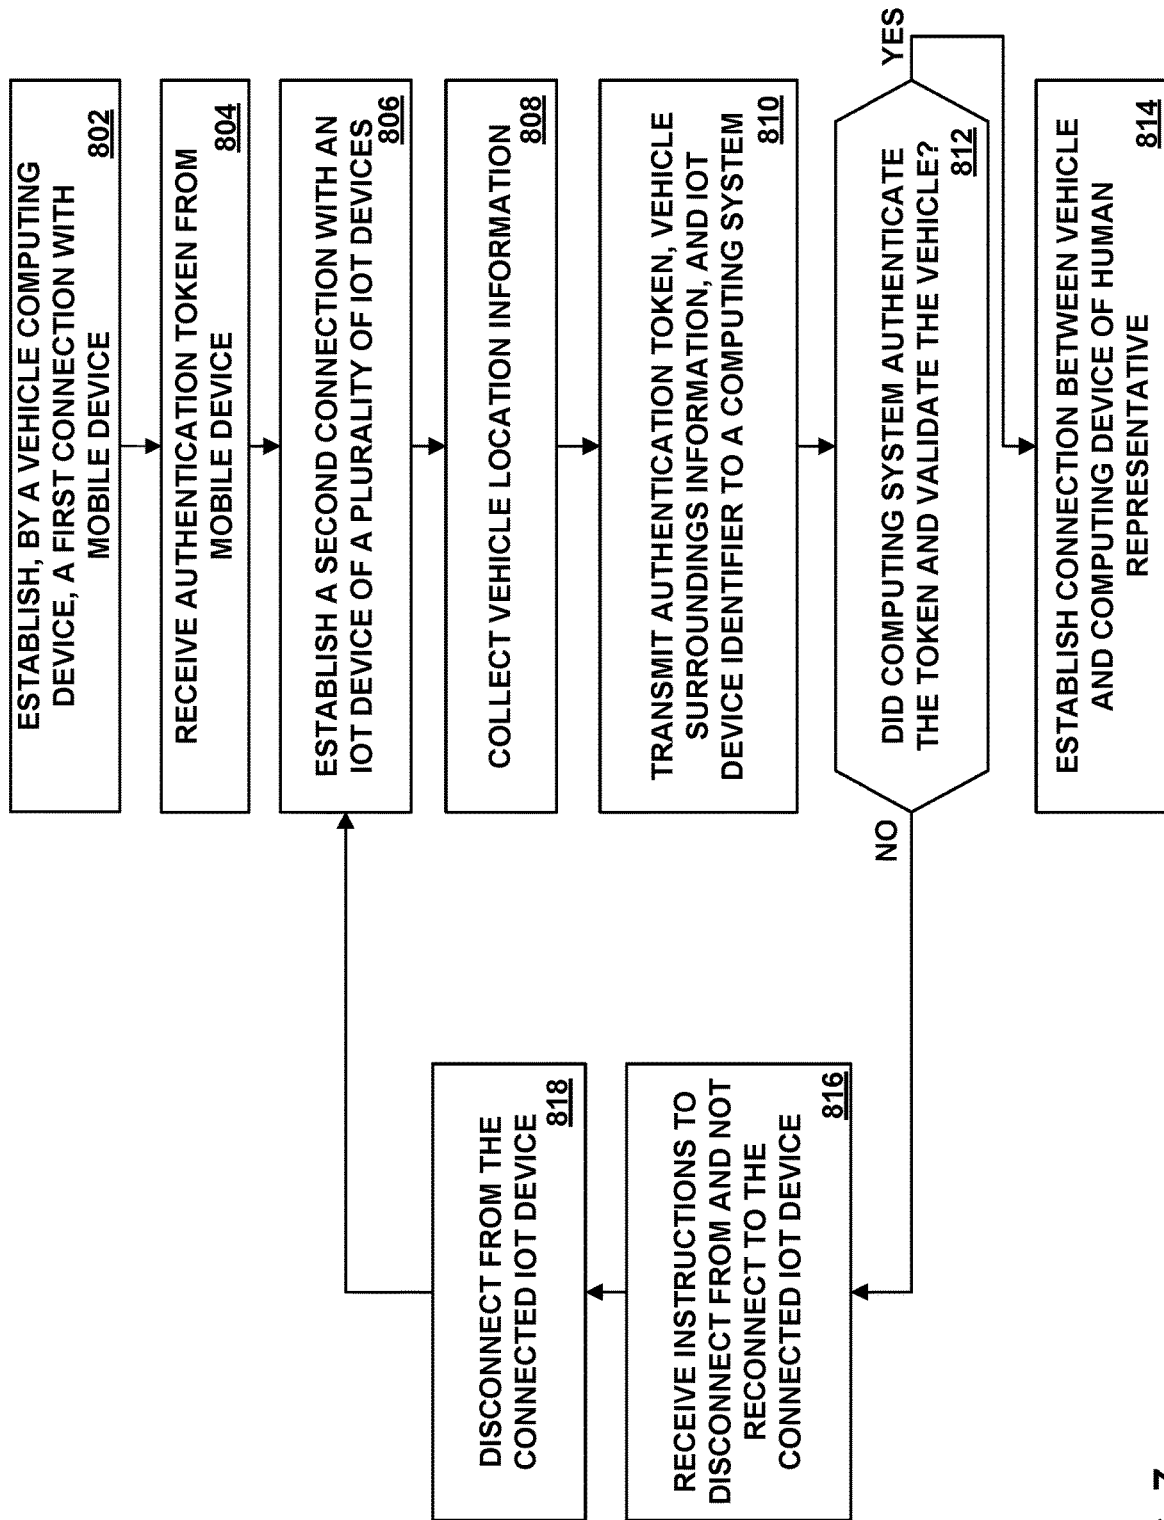 ESTABLISH, BY A VEHICLE COMPUTING
DEVICE, A FIRST CONNECTION WITH
MOBILE DEVICE
802
RECEIVE AUTHENTICATION TOKEN FROM
MOBILE DEVICE
804
ESTABLISH A SECOND CONNECTION WITH AN
IOT DEVICE OF A PLURALITY OF IOT DEVICES
806
COLLECT VEHICLE LOCATION INFORMATION
808
TRANSMIT AUTHENTICATION TOKEN, VEHICLE
SURROUNDINGS INFORMATION, AND IOT
DEVICE IDENTIFIER TO A COMPUTING SYSTEM
810
DID COMPUTING SYSTEM AUTHENTICATE
THE TOKEN AND VALIDATE THE VEHICLE?
812
YES
NO
ESTABLISH CONNECTION BETWEEN VEHICLE
AND COMPUTING DEVICE OF HUMAN
REPRESENTATIVE
814
RECEIVE INSTRUCTIONS TO
DISCONNECT FROM AND NOT
RECONNECT TO THE
CONNECTED IOT DEVICE
816
DISCONNECT FROM THE
CONNECTED IOT DEVICE
818